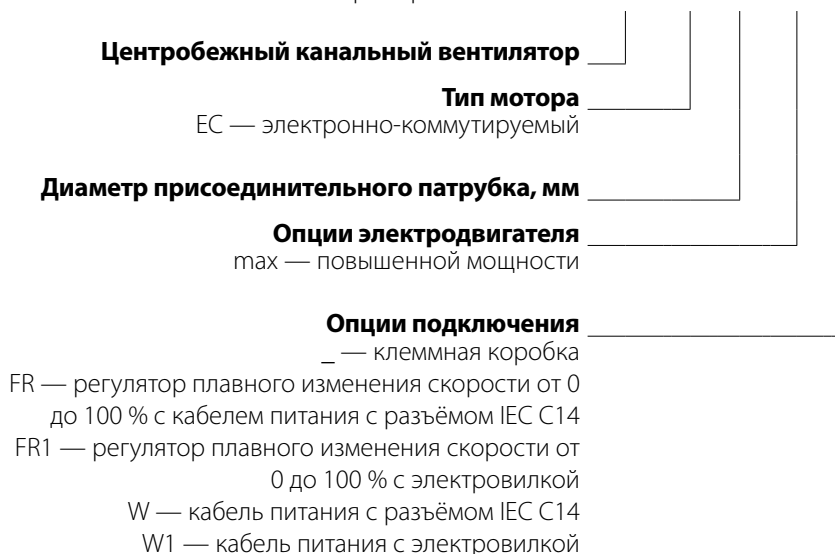 Центробежный канальный вентилятор
Тип мотора
EC — электронно-коммутируемый
Диаметр присоединительного патрубка, мм
Опции электродвигателя
max — повышенной мощности
Опции подключения
_ — клеммная коробка
FR — регулятор плавного изменения скорости от 0
до 100 % с кабелем питания с разъёмом IEC C14
FR1 — регулятор плавного изменения скорости от
0 до 100 % с электровилкой
W — кабель питания с разъёмом IEC C14
W1 — кабель питания с электровилкой